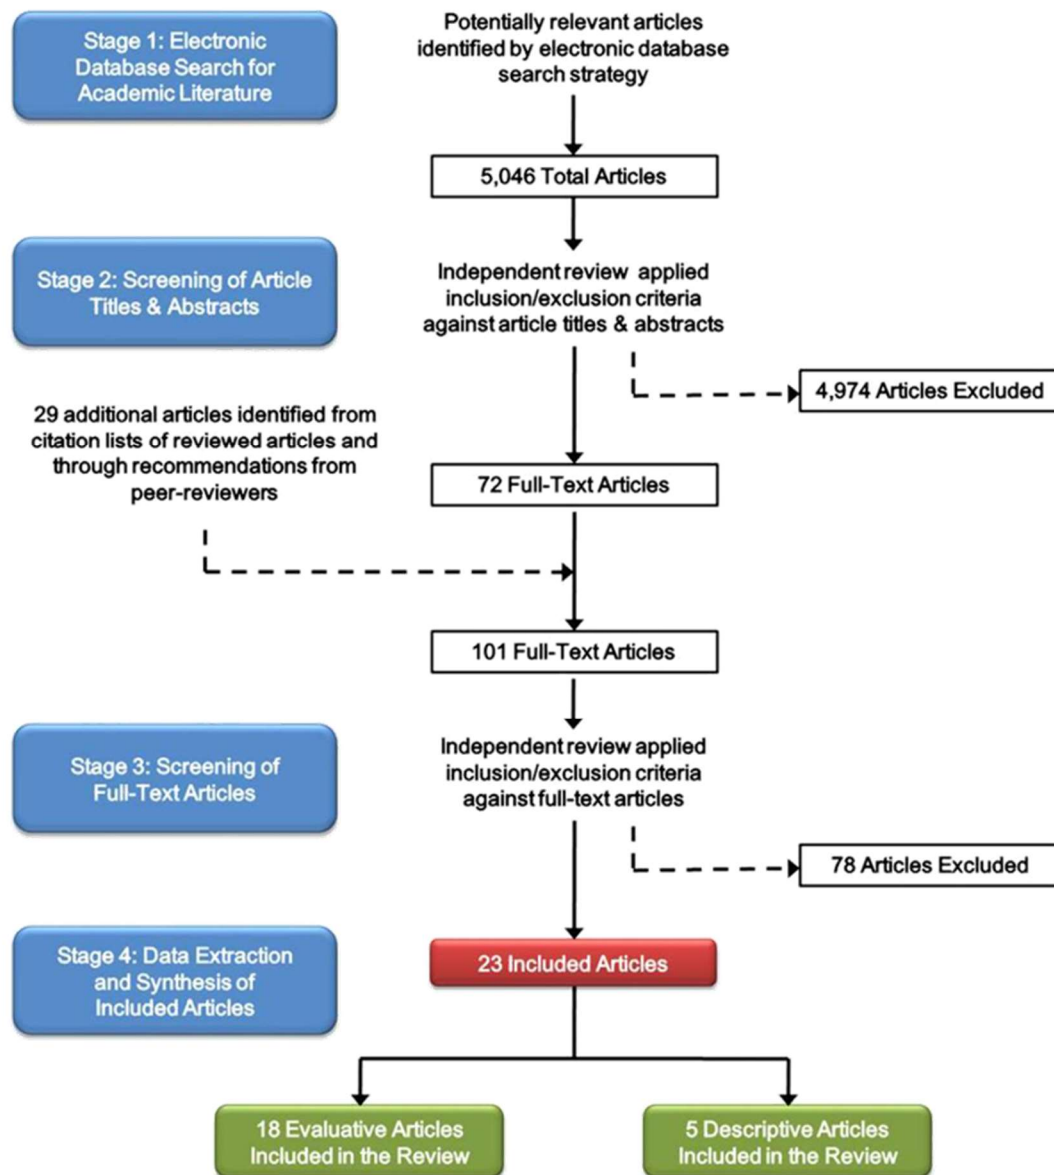 Stage 1: Electronic
Database Search for
Academic Literature
Potentially relevant articles
identified by electronic database
search strategy
5,046 Total Articles
Stage 2: Screening of Article
Titles & Abstracts
Independent review applied
inclusion/exclusion criteria
against article titles & abstracts
4,974 Articles Excluded
29 additional articles identified from
citation lists of reviewed articles and
through recommendations from
peer-reviewers
72 Full-Text Articles
101 Full-Text Articles
Stage 3: Screening of
Full-Text Articles
Independent review applied
inclusion/exclusion criteria
against full-text articles
78 Articles Excluded
Stage 4: Data Extraction
and Synthesis of
Included Articles
23 Included Articles
18 Evaluative Articles
Included in the Review
5 Descriptive Articles
Included in the Review